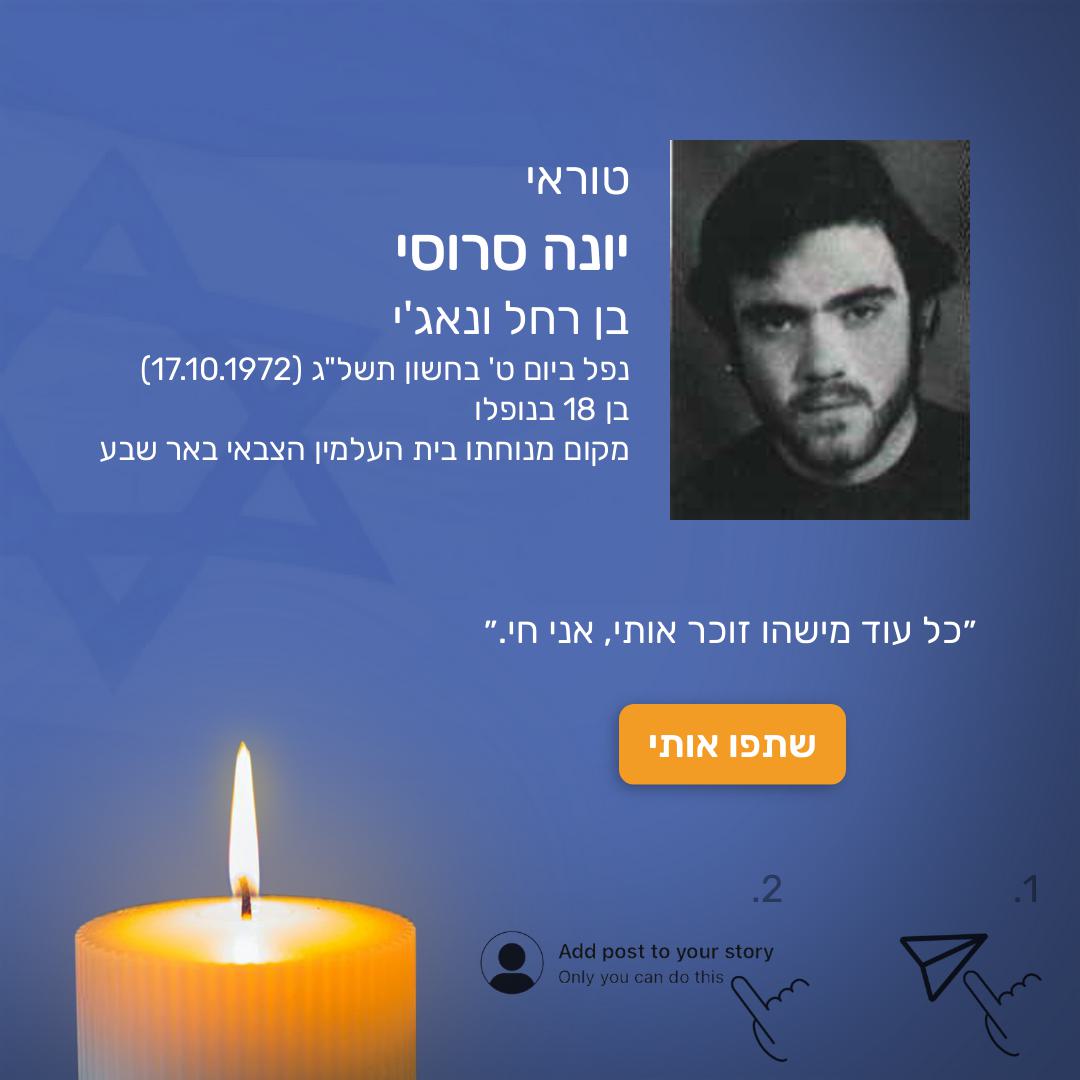 טוראי
יונה סרוסי
בן רחל ונאג'י
נפל ביום ט' בחשון תשל"ג (17.10.1972)
בן 18 בנופלו
מקום מנוחתו בית העלמין הצבאי באר שבע
״כל עוד מישהו זוכר אותי, אני חי.״
שתפו אותי
.1
.2
Add post to your story
Only you can do this